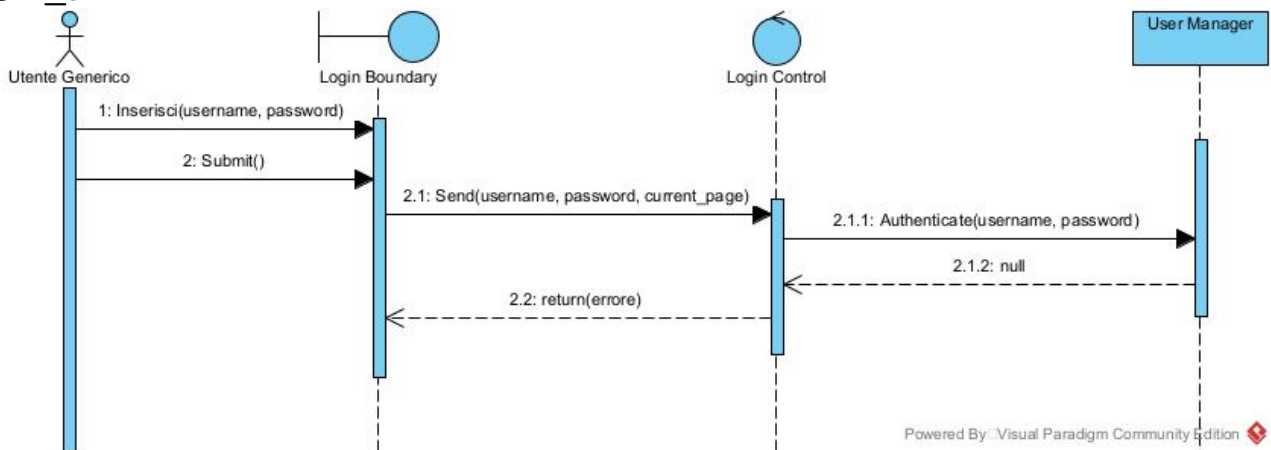 Utente Generico
Login Boundary
Login Control
User Manager
1: Inserisci(username, password)
2: Submit()
2.1: Send(username, password, current_page)
2.1.1: Authenticate(username, password)
2.1.2: null
2.2: return(errore)
Powered By Visual Paradigm Community Edition